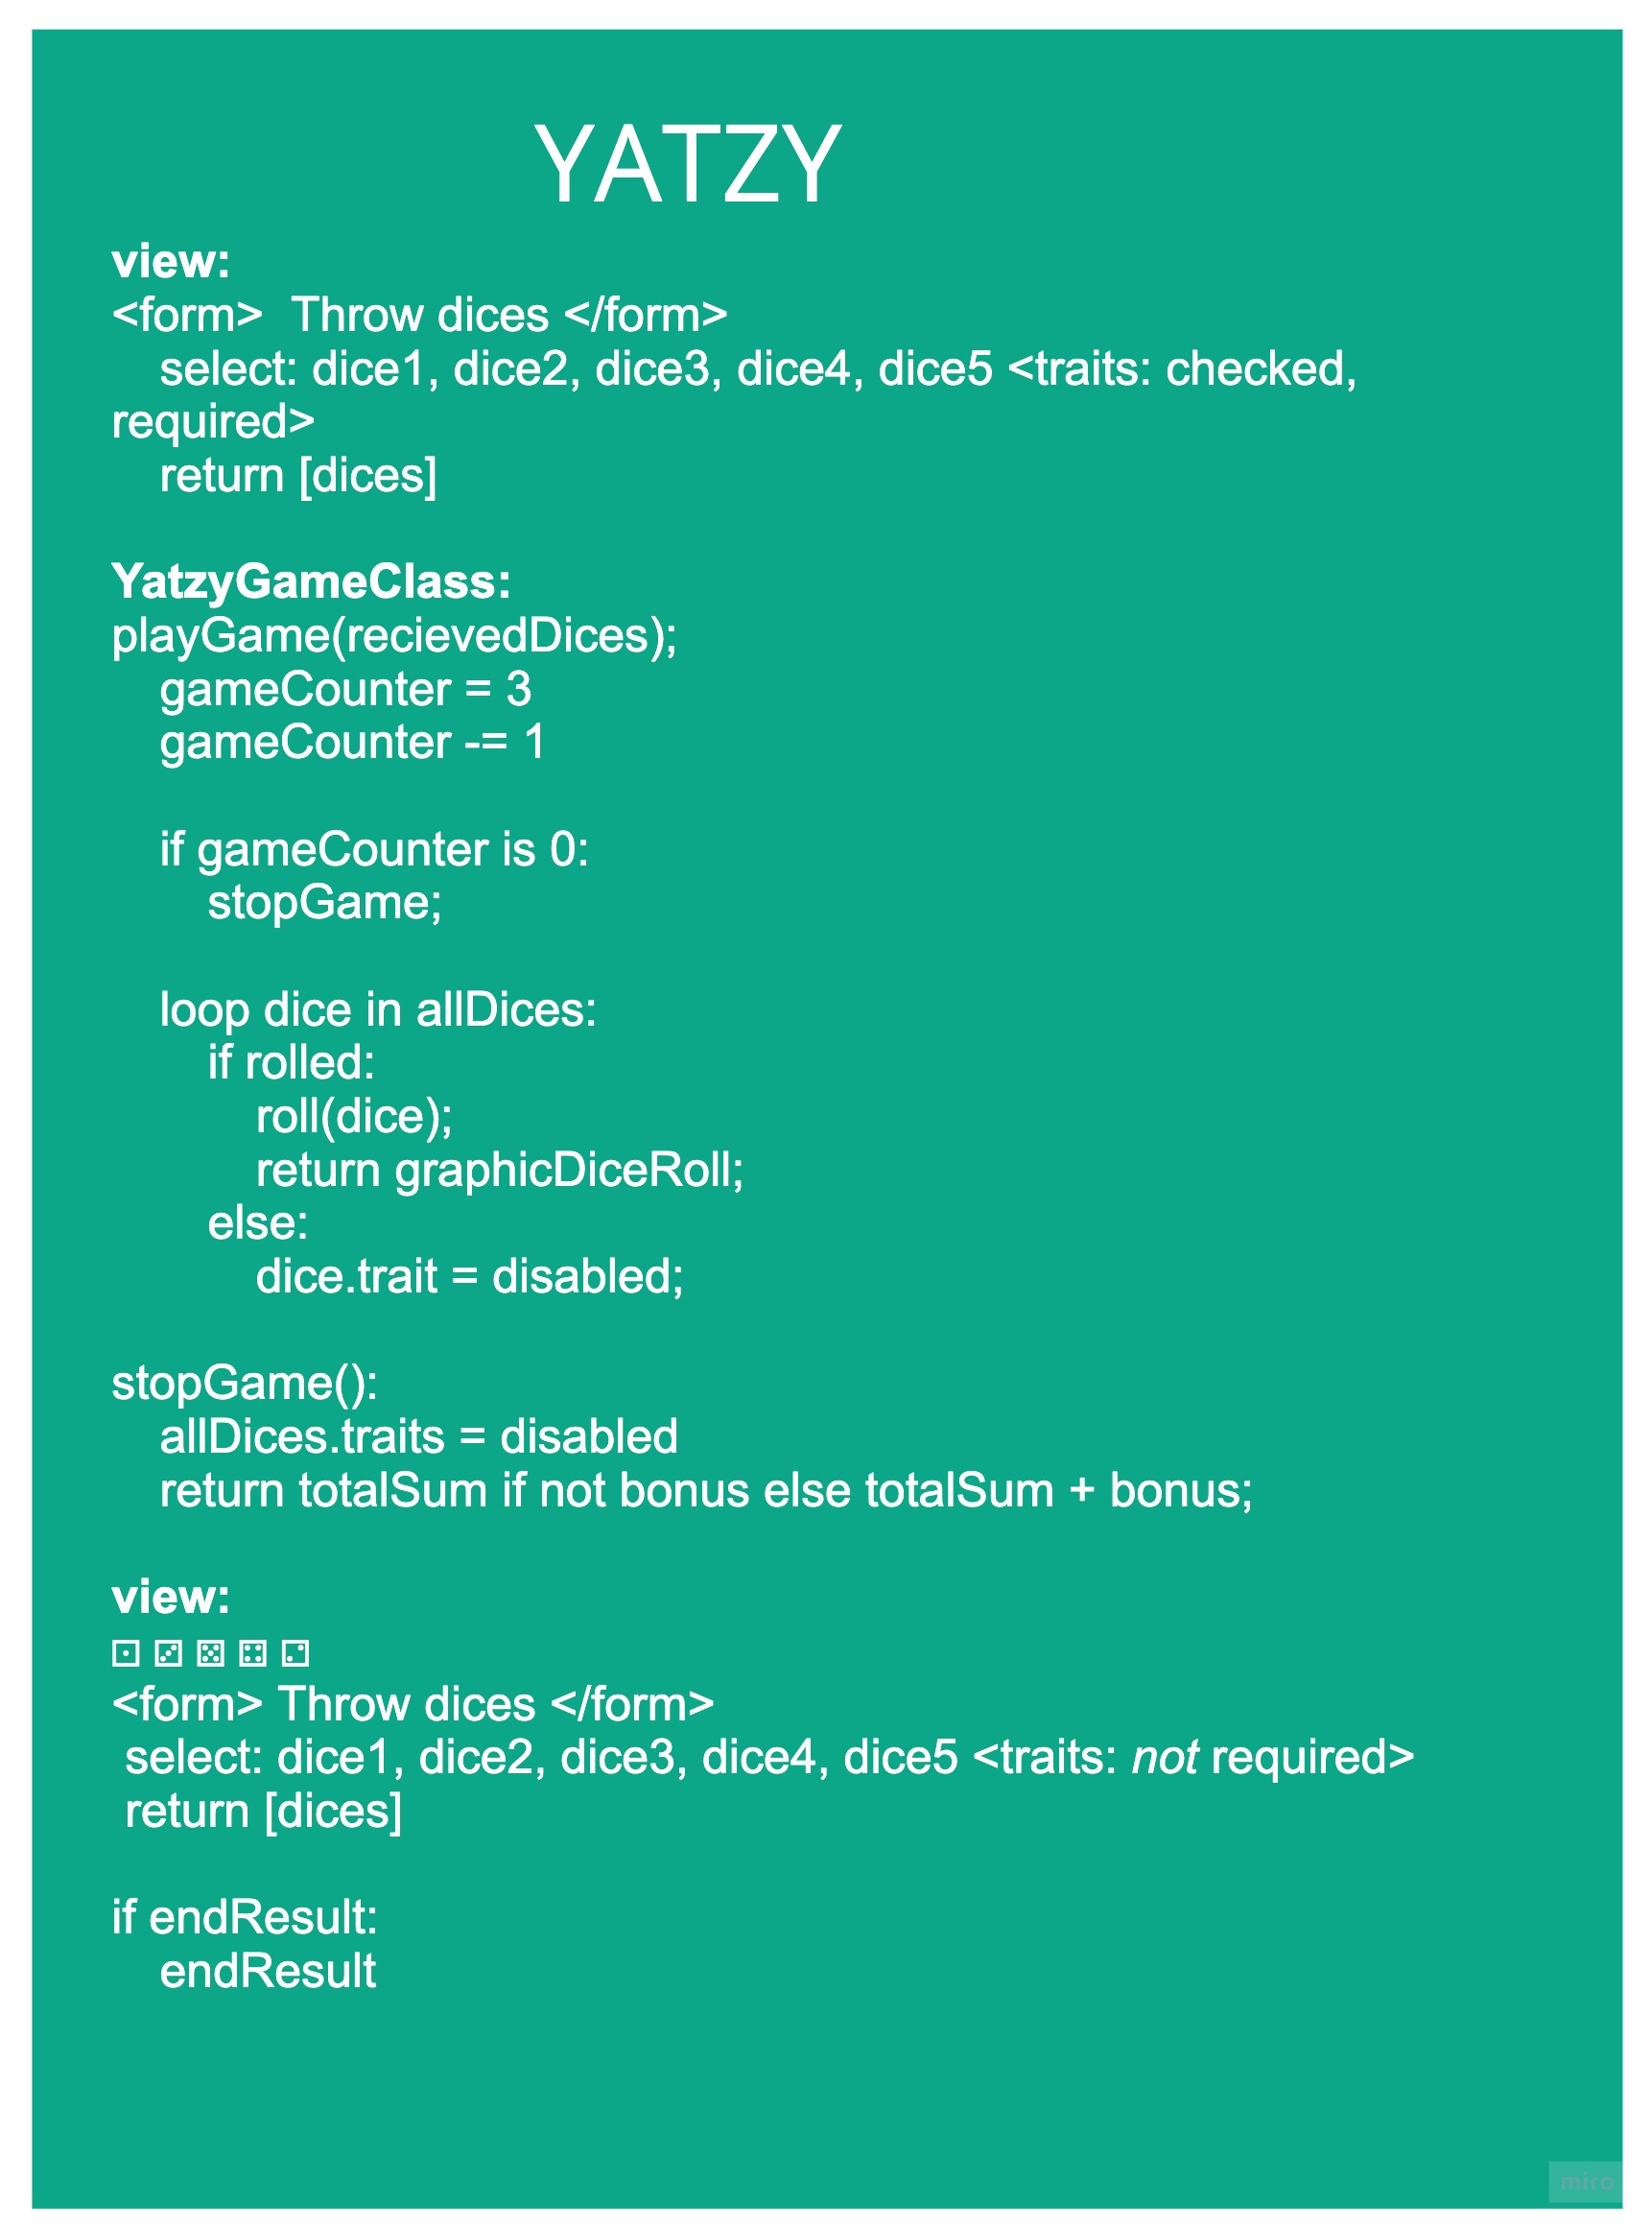 YATZY
view:
<form>  Throw dices </form>
select: dice1, dice2, dice3, dice4, dice5 <traits: checked,
required>
return [dices]
YatzyGameClass:
playGame(recievedDices);
gameCounter = 3
gameCounter -= 1
if gameCounter is 0:
stopGame;
loop dice in allDices:
if rolled:
roll(dice);
return graphicDiceRoll;
else:
dice.trait = disabled;
stopGame():
allDices.traits = disabled
return totalSum if not bonus else totalSum + bonus;
view:
⚀ ⚂ ⚄ ⚃ ⚁
<form> Throw dices </form>
select: dice1, dice2, dice3, dice4, dice5 <traits: not required>
return [dices]
if endResult:
endResult
miro